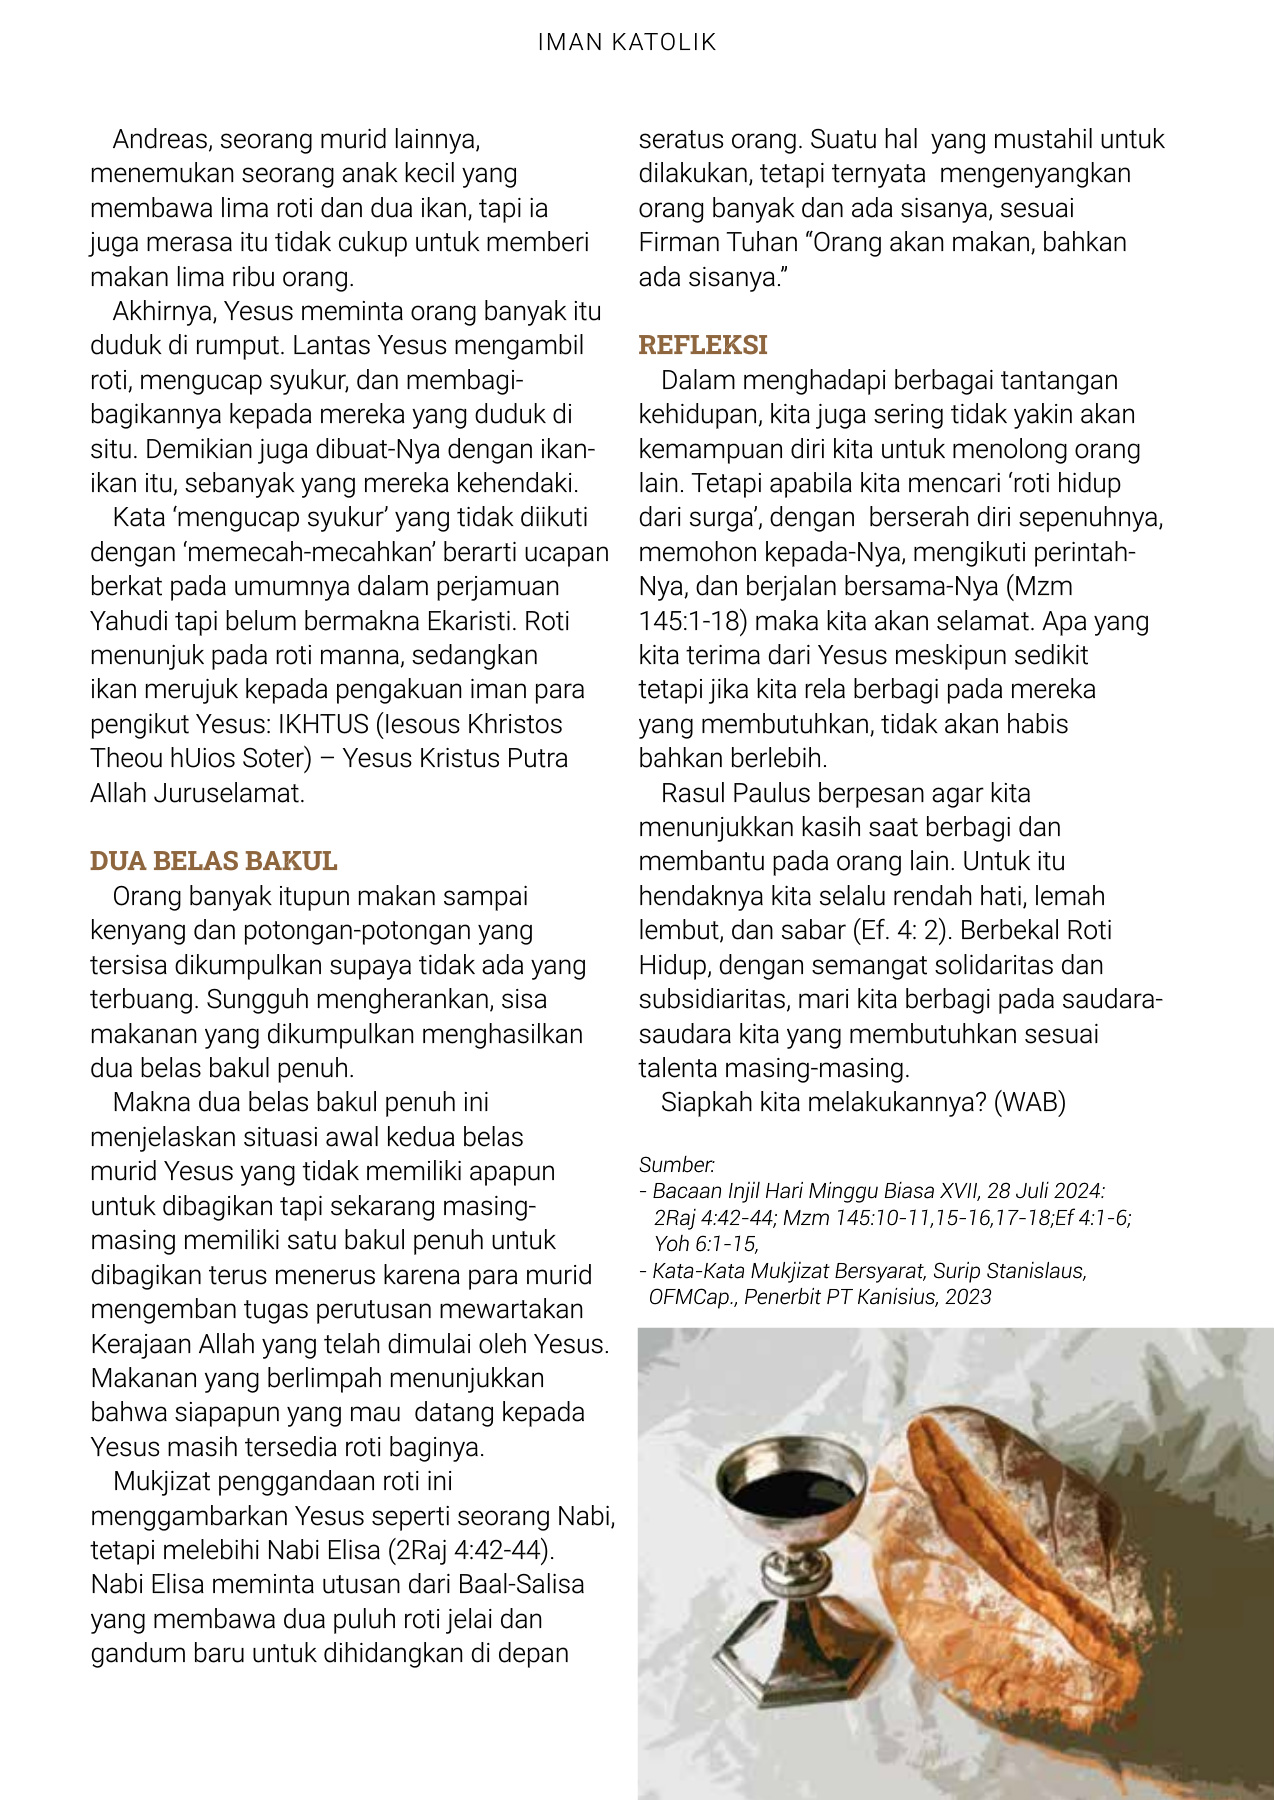 IMAN KATOLIK
Andreas, seorang murid lainnya,
menemukan seorang anak kecil yang
membawa lima roti dan dua ikan, tapi ia
juga merasa itu tidak cukup untuk memberi
makan lima ribu orang.
Akhirnya, Yesus meminta orang banyak itu
duduk di rumput. Lantas Yesus mengambil
roti, mengucap syukur, dan membagi-
bagikannya kepada mereka yang duduk di
situ. Demikian juga dibuat-Nya dengan ikan-
ikan itu, sebanyak yang mereka kehendaki.
Kata ‘mengucap syukur’ yang tidak diikuti
dengan ‘memecah-mecahkan’ berarti ucapan
berkat pada umumnya dalam perjamuan
Yahudi tapi belum bermakna Ekaristi. Roti
menunjuk pada roti manna, sedangkan
ikan merujuk kepada pengakuan iman para
pengikut Yesus: IKHTUS (Iesous Khristos
Theou hUios Soter) – Yesus Kristus Putra
Allah Juruselamat.
DUA BELAS BAKUL
Orang banyak itupun makan sampai
kenyang dan potongan-potongan yang
tersisa dikumpulkan supaya tidak ada yang
terbuang. Sungguh mengherankan, sisa
makanan yang dikumpulkan menghasilkan
dua belas bakul penuh.
Makna dua belas bakul penuh ini
menjelaskan situasi awal kedua belas
murid Yesus yang tidak memiliki apapun
untuk dibagikan tapi sekarang masing-
masing memiliki satu bakul penuh untuk
dibagikan terus menerus karena para murid
mengemban tugas perutusan mewartakan
Kerajaan Allah yang telah dimulai oleh Yesus.
Makanan yang berlimpah menunjukkan
bahwa siapapun yang mau datang kepada
Yesus masih tersedia roti baginya.
Mukjizat penggandaan roti ini
menggambarkan Yesus seperti seorang Nabi,
tetapi melebihi Nabi Elisa (2Raj 4:42-44).
Nabi Elisa meminta utusan dari Baal-Salisa
yang membawa dua puluh roti jelai dan
gandum baru untuk dihidangkan di depan
seratus orang. Suatu hal yang mustahil untuk
dilakukan, tetapi ternyata mengenyangkan
orang banyak dan ada sisanya, sesuai
Firman Tuhan “Orang akan makan, bahkan
ada sisanya.”
REFLEKSI
Dalam menghadapi berbagai tantangan
kehidupan, kita juga sering tidak yakin akan
kemampuan diri kita untuk menolong orang
lain. Tetapi apabila kita mencari ‘roti hidup
dari surga’, dengan berserah diri sepenuhnya,
memohon kepada-Nya, mengikuti perintah-
Nya, dan berjalan bersama-Nya (Mzm
145:1-18) maka kita akan selamat. Apa yang
kita terima dari Yesus meskipun sedikit
tetapi jika kita rela berbagi pada mereka
yang membutuhkan, tidak akan habis
bahkan berlebih.
Rasul Paulus berpesan agar kita
menunjukkan kasih saat berbagi dan
membantu pada orang lain. Untuk itu
hendaknya kita selalu rendah hati, lemah
lembut, dan sabar (Ef. 4: 2). Berbekal Roti
Hidup, dengan semangat solidaritas dan
subsidiaritas, mari kita berbagi pada saudara-
saudara kita yang membutuhkan sesuai
talenta masing-masing.
Siapkah kita melakukannya? (WAB)
Sumber:
- Bacaan Injil Hari Minggu Biasa XVII, 28 Juli 2024:
2Raj 4:42-44; Mzm 145:10-11,15-16,17-18;Ef 4:1-6;
Yoh 6:1-15,
- Kata-Kata Mukjizat Bersyarat, Surip Stanislaus,
OFMCap., Penerbit PT Kanisius, 2023